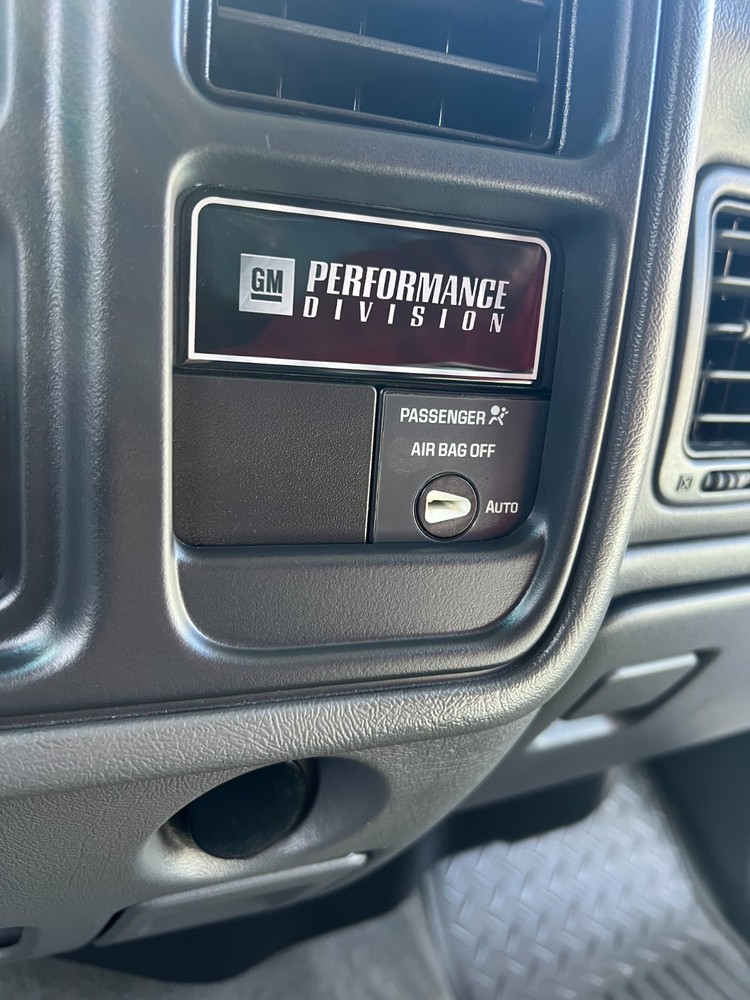 GM
PERFORMANCE
DIVISION
PASSENGER
AIR BAG OFF
AUTO